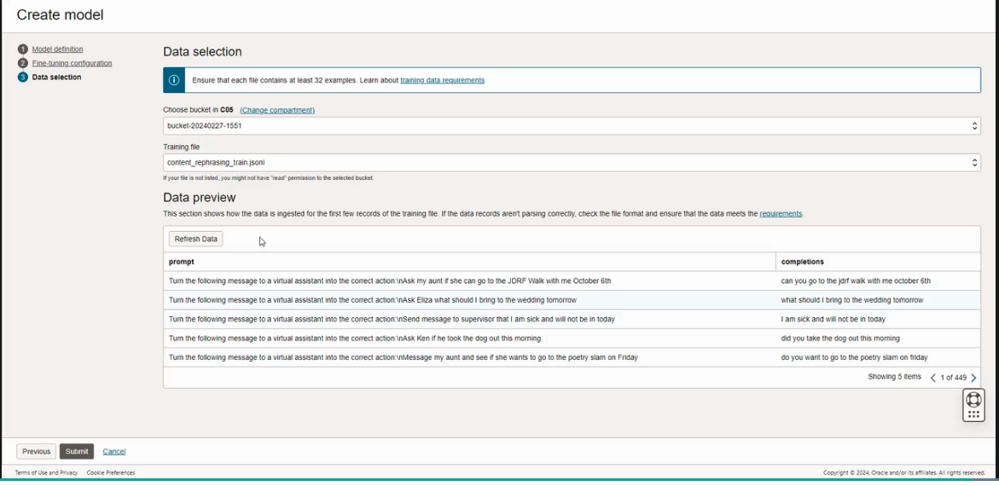 Create model
1 Model definition
2 Fine-tuning configuration
3 Data selection
Data selection
Ensure that each file contains at least 32 examples. Learn about training data requirements
Choose bucket in C05 (Change compartment)
bucket-20240227-1551
Training file
content_rephrasing_train.jsonl
If your file is not listed, you might not have "read" permission to the selected bucket.
Data preview
This section shows how the data is ingested for the first few records of the training file. If the data records aren't parsing correctly, check the file format and ensure that the data meets the requirements.
Refresh Data
prompt completions
Turn the following message to a virtual assistant into the correct action:\nAsk my aunt if she can go to the JDRF Walk with me October 6th can you go to the jdrf walk with me october 6th
Turn the following message to a virtual assistant into the correct action:\nAsk Eliza what should I bring to the wedding tomorrow what should I bring to the wedding tomorrow
Turn the following message to a virtual assistant into the correct action:\nSend message to supervisor that I am sick and will not be in today I am sick and will not be in today
Turn the following message to a virtual assistant into the correct action:\nAsk Ken if he took the dog out this morning did you take the dog out this morning
Turn the following message to a virtual assistant into the correct action:\nMessage my aunt and see if she wants to go to the poetry slam on Friday do you want to go to the poetry slam on friday
Showing 5 items 1 of 449
Previous Submit Cancel
Terms of Use and Privacy Cookie Preferences Copyright © 2024, Oracle and/or its affiliates. All rights reserved.